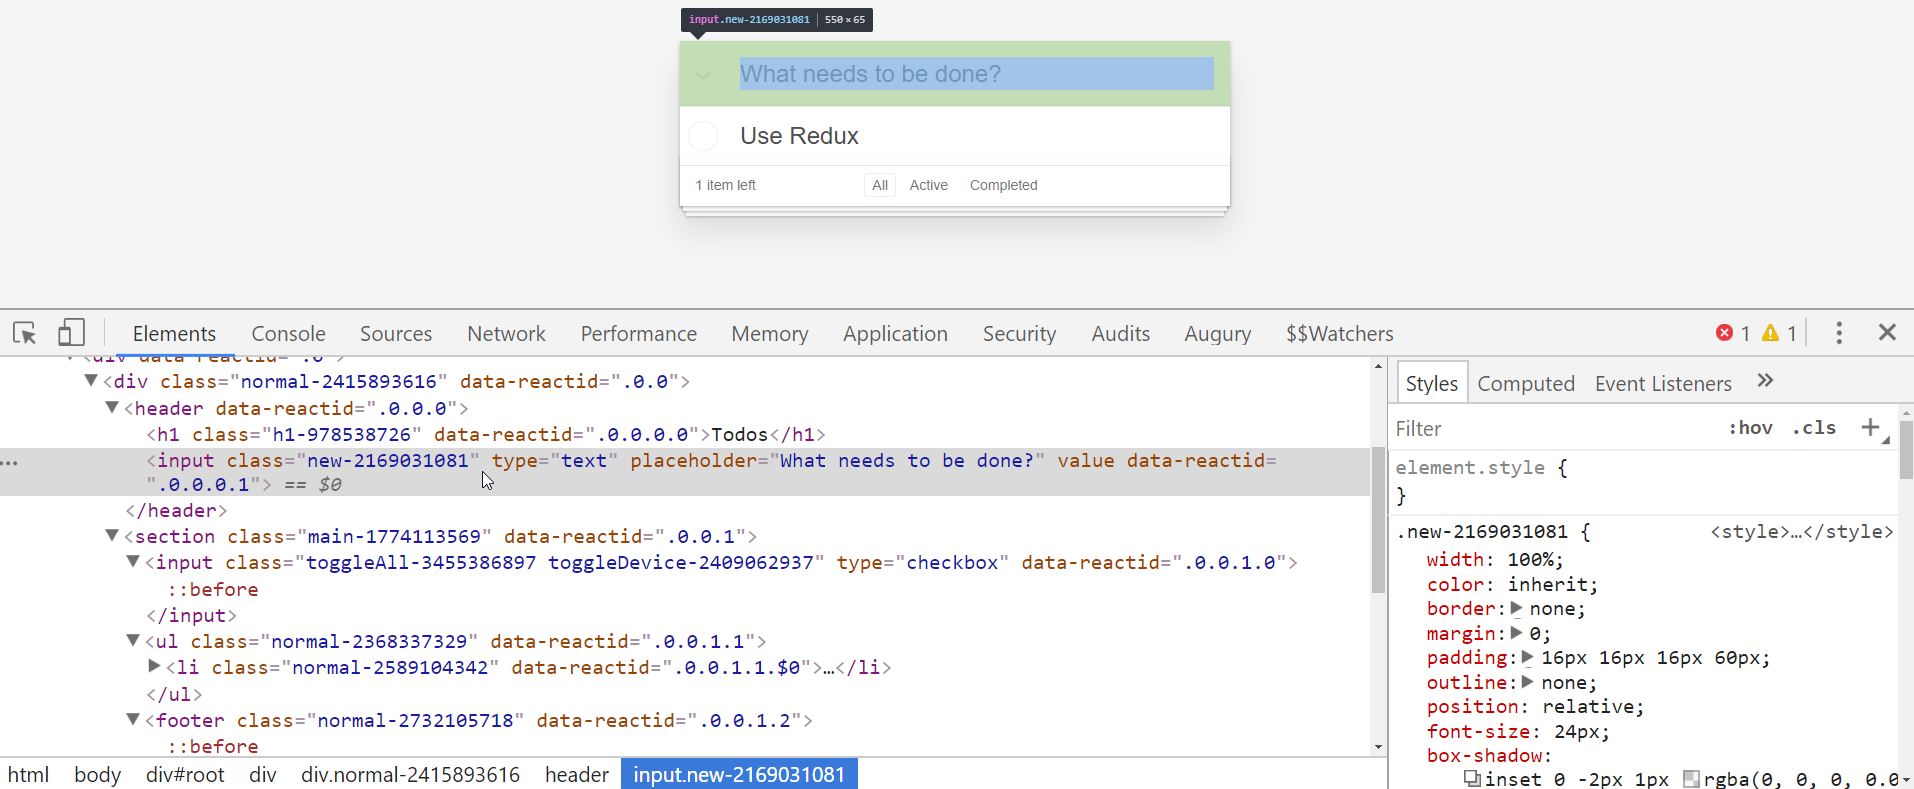 input.new-2169031081 | 550 × 65
What needs to be done?
Use Redux
1 item left All Active Completed
Elements Console Sources Network Performance Memory Application Security Audits Augury $$Watchers 1 1
<div data-reactid=".0">
<div class="normal-2415893616" data-reactid=".0.0">
<header data-reactid=".0.0.0">
<h1 class="h1-978538726" data-reactid=".0.0.0.0">Todos</h1>
... <input class="new-2169031081" type="text" placeholder="What needs to be done?" value data-reactid=
".0.0.0.1"> == $0
</header>
<section class="main-1774113569" data-reactid=".0.0.1">
<input class="toggleAll-3455386897 toggleDevice-2409062937" type="checkbox" data-reactid=".0.0.1.0">
::before
</input>
<ul class="normal-2368337329" data-reactid=".0.0.1.1">
<li class="normal-2589104342" data-reactid=".0.0.1.1.$0">…</li>
</ul>
<footer class="normal-2732105718" data-reactid=".0.0.1.2">
::before
html body div#root div div.normal-2415893616 header input.new-2169031081
Styles Computed Event Listeners »
Filter :hov .cls +
element.style {
}
.new-2169031081 { <style>…</style>
width: 100%;
color: inherit;
border: none;
margin: 0;
padding: 16px 16px 16px 60px;
outline: none;
position: relative;
font-size: 24px;
box-shadow:
inset 0 -2px 1px rgba(0, 0, 0, 0.0